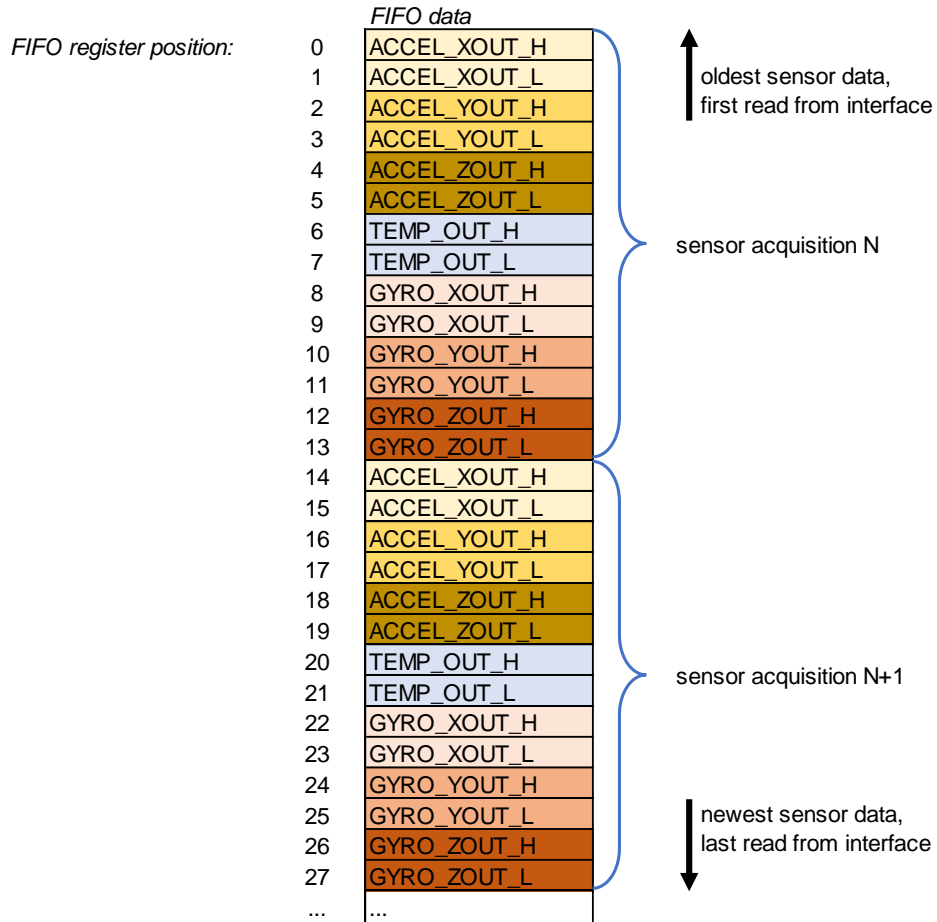 FIFO data
FIFO register position:
0 ACCEL_XOUT_H
1 ACCEL_XOUT_L
2 ACCEL_YOUT_H
3 ACCEL_YOUT_L
4 ACCEL_ZOUT_H
5 ACCEL_ZOUT_L
6 TEMP_OUT_H
7 TEMP_OUT_L
8 GYRO_XOUT_H
9 GYRO_XOUT_L
10 GYRO_YOUT_H
11 GYRO_YOUT_L
12 GYRO_ZOUT_H
13 GYRO_ZOUT_L
14 ACCEL_XOUT_H
15 ACCEL_XOUT_L
16 ACCEL_YOUT_H
17 ACCEL_YOUT_L
18 ACCEL_ZOUT_H
19 ACCEL_ZOUT_L
20 TEMP_OUT_H
21 TEMP_OUT_L
22 GYRO_XOUT_H
23 GYRO_XOUT_L
24 GYRO_YOUT_H
25 GYRO_YOUT_L
26 GYRO_ZOUT_H
27 GYRO_ZOUT_L
... ...
oldest sensor data,
first read from interface
sensor acquisition N
sensor acquisition N+1
newest sensor data,
last read from interface